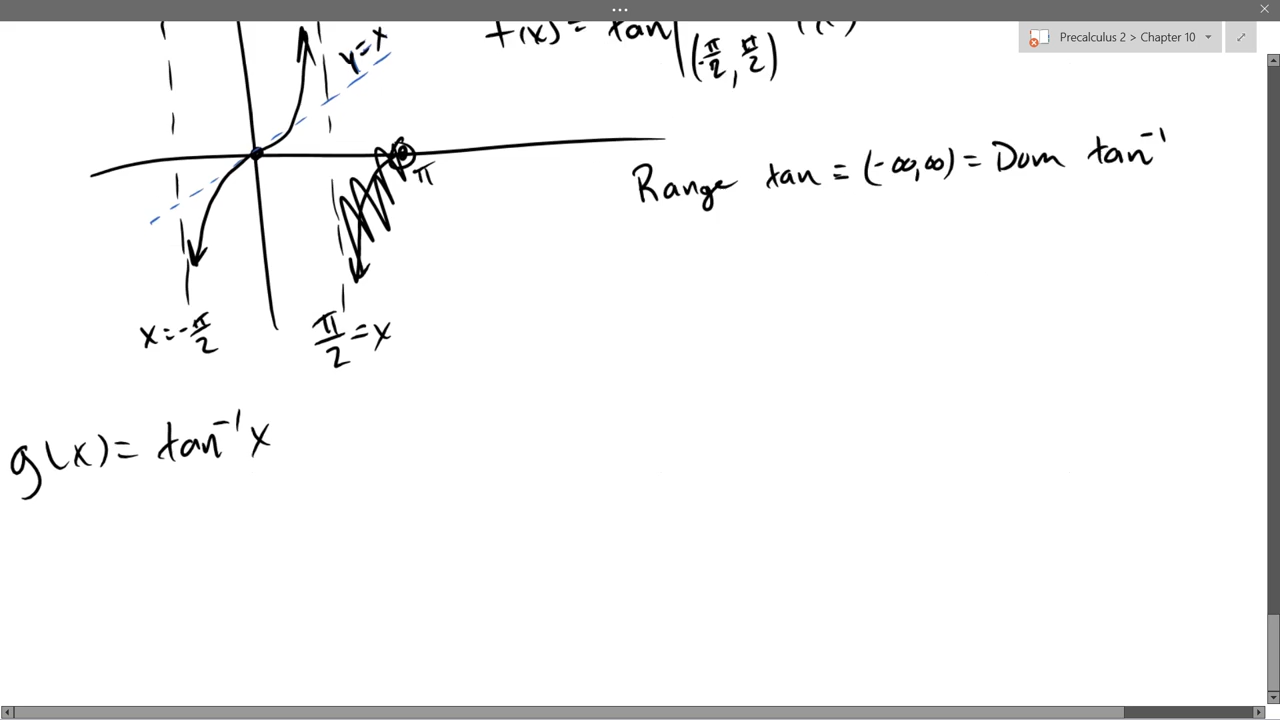 f(x) = tan|(-π/2, π/2)
y=x
π
Range tan = (-∞,∞) = Dom tan⁻¹
x=-π/2
π/2=x
g(x)= tan⁻¹x
Precalculus 2 > Chapter 10